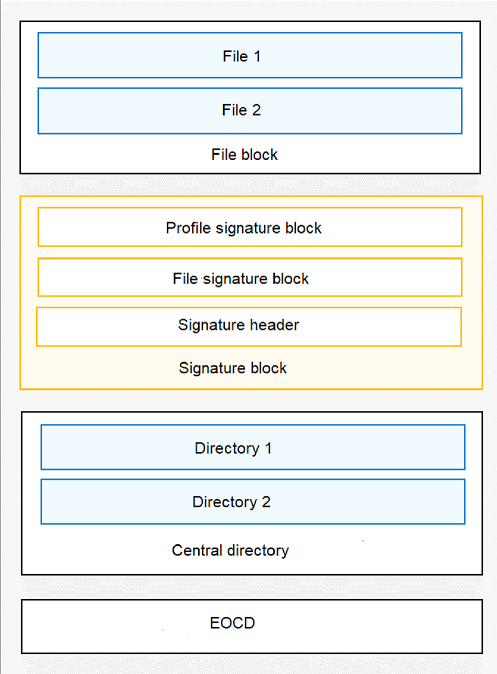 File 1
File 2
File block
Profile signature block
File signature block
Signature header
Signature block
Directory 1
Directory 2
Central directory
EOCD